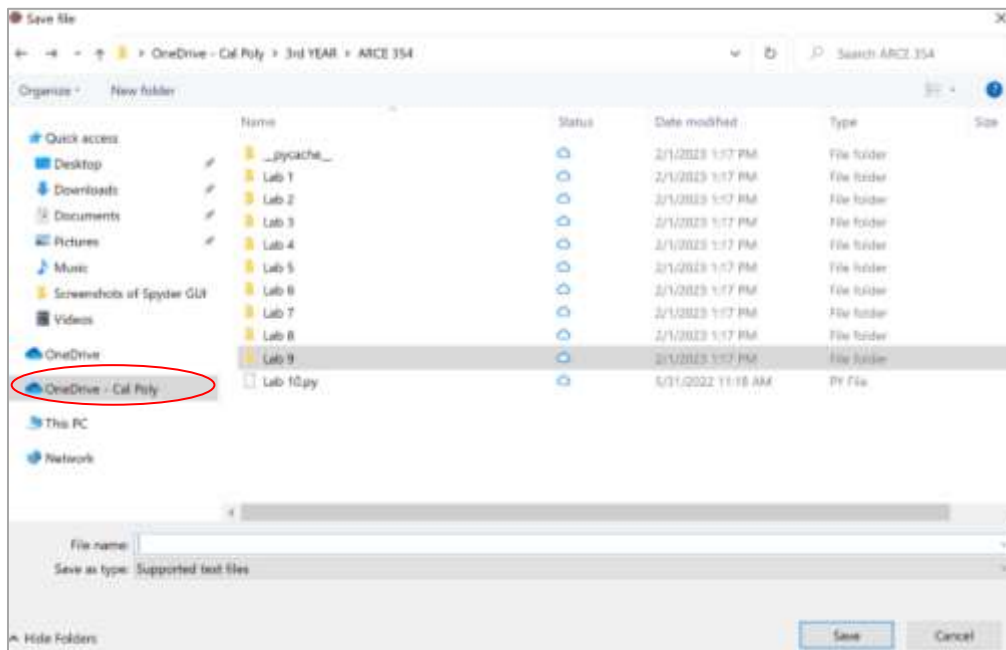 Save file
OneDrive - Cal Poly > 3rd YEAR > ARCE 354
Search ARCE 354
Organize
New folder
Name Status Date modified Type Size
Quick access
Desktop
Downloads
Documents
Pictures
Music
Screenshots of Spyder GUI
Videos
OneDrive
OneDrive - Cal Poly
This PC
Network
__pycache__ 2/1/2023 1:17 PM File folder
Lab 1 2/1/2023 1:17 PM File folder
Lab 2 2/1/2023 1:17 PM File folder
Lab 3 2/1/2023 1:17 PM File folder
Lab 4 2/1/2023 1:17 PM File folder
Lab 5 2/1/2023 1:17 PM File folder
Lab 6 2/1/2023 1:17 PM File folder
Lab 7 2/1/2023 1:17 PM File folder
Lab 8 2/1/2023 1:17 PM File folder
Lab 9 2/1/2023 1:17 PM File folder
Lab 10.py 5/31/2022 11:18 AM PY File
File name:
Save as type: Supported text files
Hide Folders
Save
Cancel